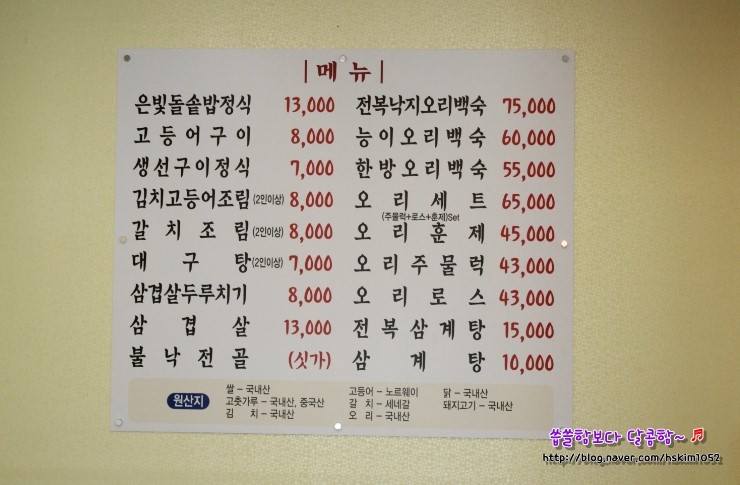 메뉴
은빛돌솥밥정식 13,000
고등어구이 8,000
생선구이정식 7,000
김치고등어조림(2인이상) 8,000
갈치조림(2인이상) 8,000
대구탕(2인이상) 7,000
삼겹살두루치기 8,000
삼겹살 13,000
불낙전골 (싯가)
전복낙지오리백숙 75,000
능이오리백숙 60,000
한방오리백숙 55,000
오리세트 65,000
(주물럭+로스+훈제)Set
오리훈제 45,000
오리주물럭 43,000
오리로스 43,000
전복삼계탕 15,000
삼계탕 10,000
원산지
쌀 - 국내산
고춧가루 - 국내산, 중국산
김치 - 국내산
고등어 - 노르웨이
갈치 - 세네갈
오리 - 국내산
닭 - 국내산
돼지고기 - 국내산
씁쓸함보다 달콤함~ ♬
http://blog.naver.com/hskim1052